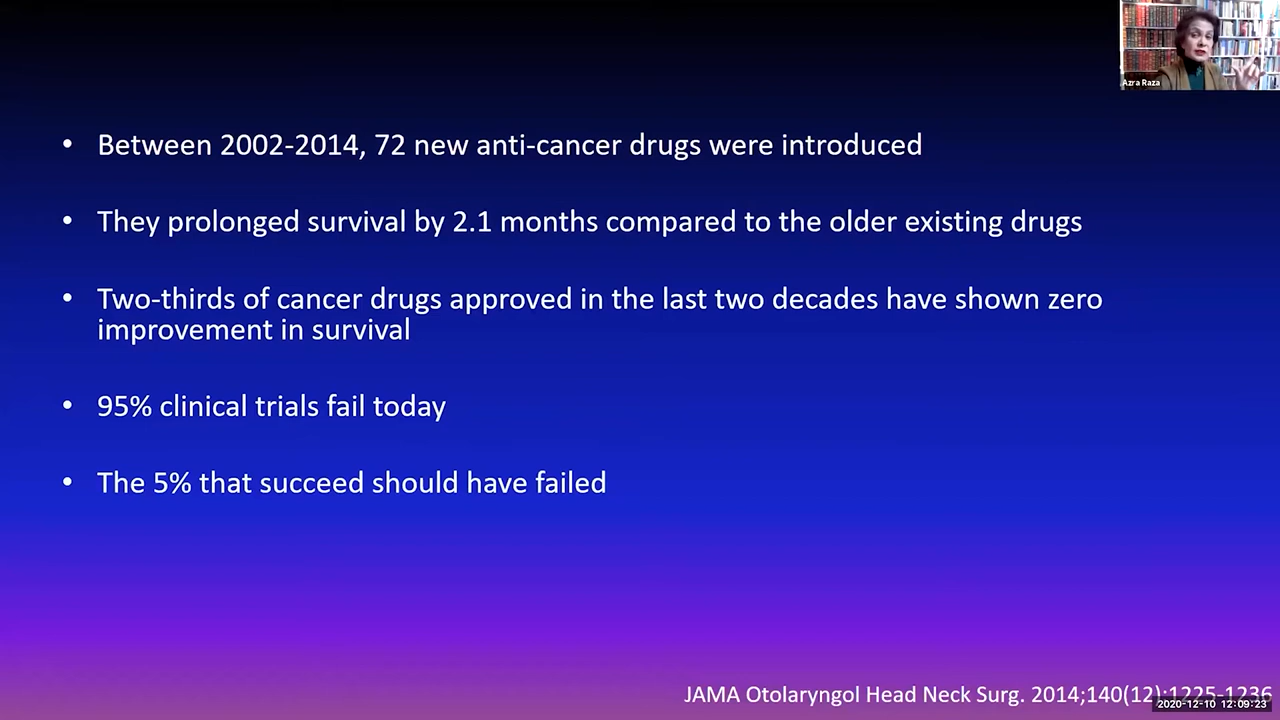 Azra Raza
• Between 2002-2014, 72 new anti-cancer drugs were introduced
• They prolonged survival by 2.1 months compared to the older existing drugs
• Two-thirds of cancer drugs approved in the last two decades have shown zero
improvement in survival
• 95% clinical trials fail today
• The 5% that succeed should have failed
JAMA Otolaryngol Head Neck Surg. 2014;140(12):1225-1236
2020-12-10 12:09:23